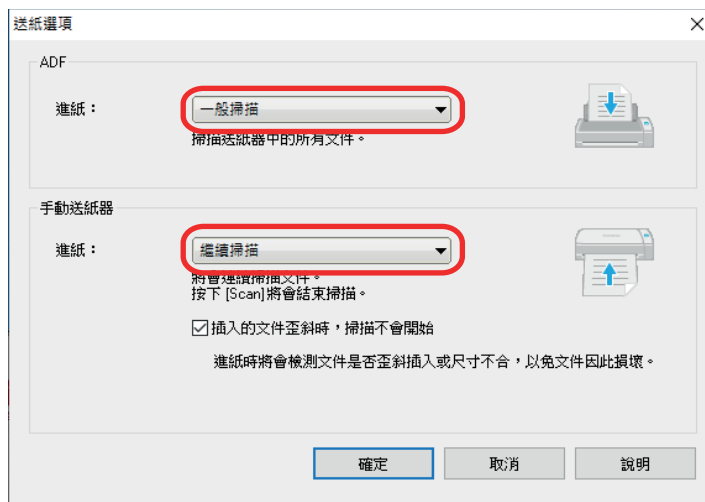 送紙選項
ADF
進紙：
一般掃描
掃描送紙器中的所有文件。
手動送紙器
進紙：
繼續掃描
將會連續掃描文件。
按下 [Scan]將會結束掃描。
插入的文件歪斜時，掃描不會開始
進紙時將會檢測文件是否歪斜插入或尺寸不合，以免文件因此損壞。
確定
取消
說明